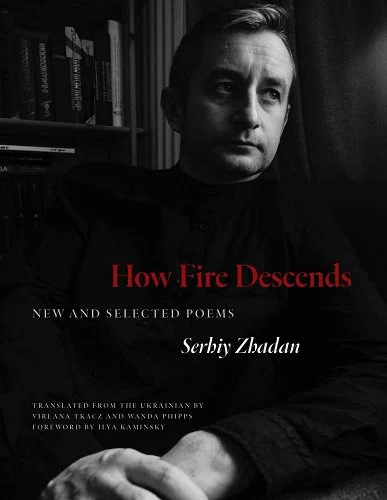 How Fire Descends
NEW AND SELECTED POEMS
Serhiy Zhadan
TRANSLATED FROM THE UKRAINIAN BY
VIRLANA TKACZ AND WANDA PHIPPS
FOREWORD BY ILYA KAMINSKY